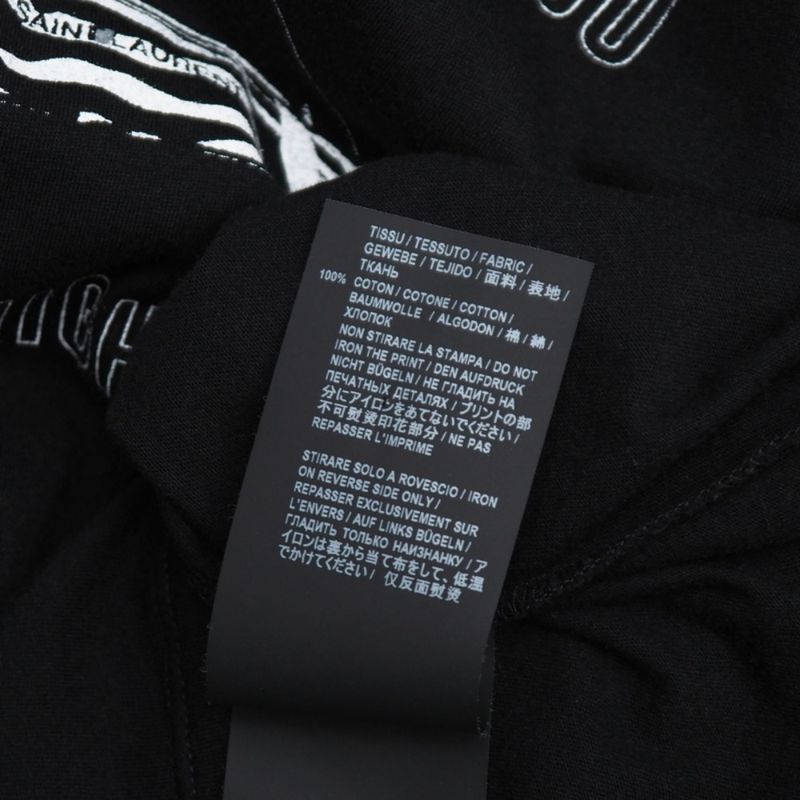 SAINT LAURENT
TISSU / TESSUTO / FABRIC /
GEWEBE / TEJIDO / 面料 / 表地 /
ТКАНЬ
100% COTON / COTONE / COTTON /
BAUMWOLLE / ALGODON / 棉 / 綿 /
ХЛОПОК
NON STIRARE LA STAMPA / DO NOT
IRON THE PRINT / DEN AUFDRUCK
NICHT BÜGELN / НЕ ГЛАДИТЬ НА
ПЕЧАТНЫХ ДЕТАЛЯХ / プリントの部
分にアイロンをあてないでください /
不可熨烫印花部分 / NE PAS
REPASSER L'IMPRIME
STIRARE SOLO A ROVESCIO / IRON
ON REVERSE SIDE ONLY /
REPASSER EXCLUSIVEMENT SUR
L'ENVERS / AUF LINKS BÜGELN /
ГЛАДИТЬ ТОЛЬКО НАИЗНАНКУ / ア
イロンは裏から当て布をして、低温
でかけてください / 仅反面熨烫